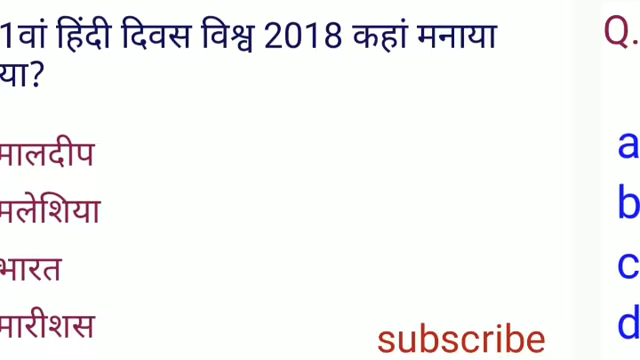 1वां हिंदी दिवस विश्व 2018 कहां मनाया
या?
मालदीप
मलेशिया
भारत
मारीशस
subscribe
Q.
a
b
c
d